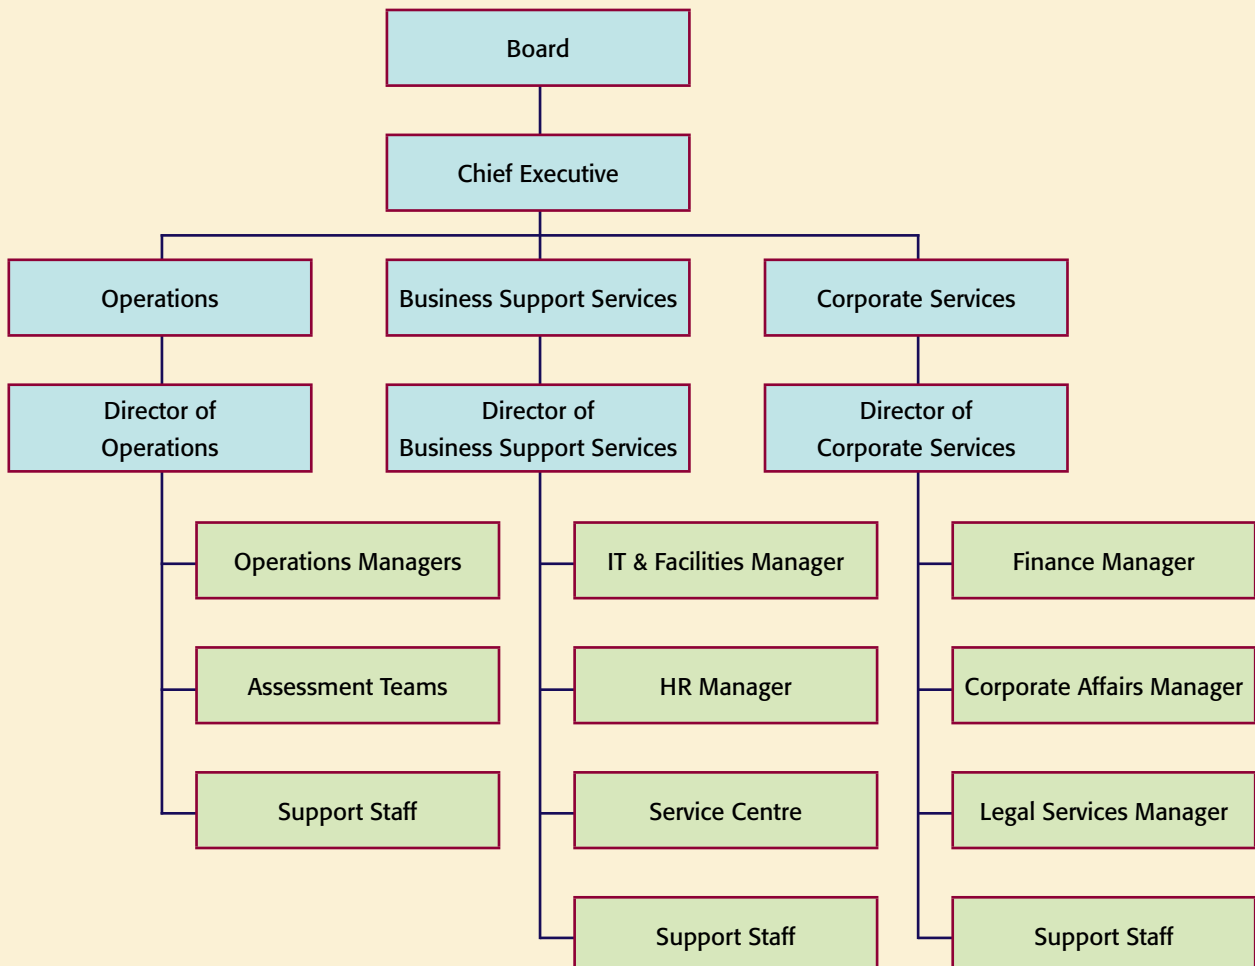 Board
Chief Executive
Operations
Business Support Services
Corporate Services
Director of
Operations
Director of
Business Support Services
Director of
Corporate Services
Operations Managers
IT & Facilities Manager
Finance Manager
Assessment Teams
HR Manager
Corporate Affairs Manager
Support Staff
Service Centre
Legal Services Manager
Support Staff
Support Staff